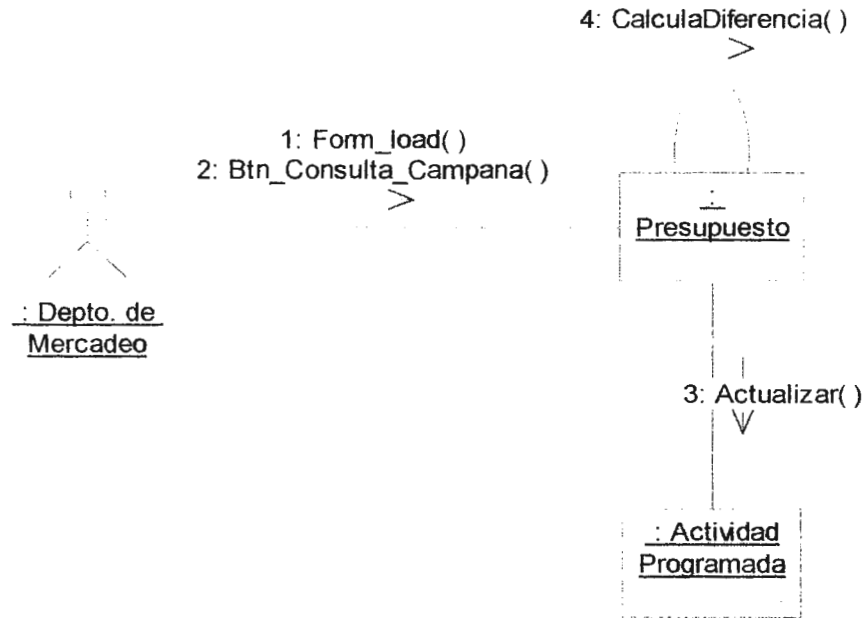 4: CalculaDiferencia( )
1: Form_load( )
2: Btn_Consulta_Campana( )
:
Presupuesto
: Depto. de
Mercadeo
3: Actualizar( )
: Actividad
Programada